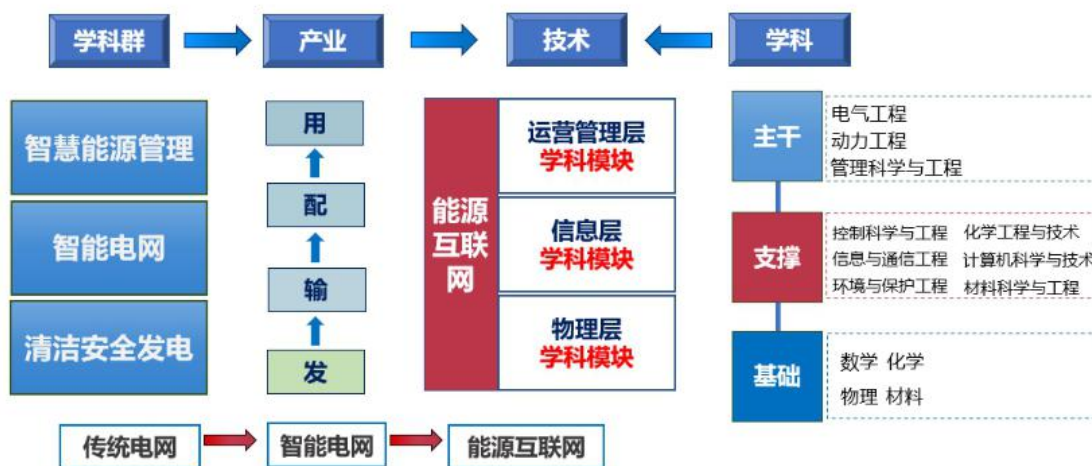 学科群
产业
技术
学科
智慧能源管理
智能电网
清洁安全发电
用
配
输
发
能源
互联
网
运营管理层
学科模块
信息层
学科模块
物理层
学科模块
主干
电气工程
动力工程
管理科学与工程
支撑
控制科学与工程 化学工程与技术
信息与通信工程 计算机科学与技术
环境与保护工程 材料科学与工程
基础
数学 化学
物理 材料
传统电网
智能电网
能源互联网